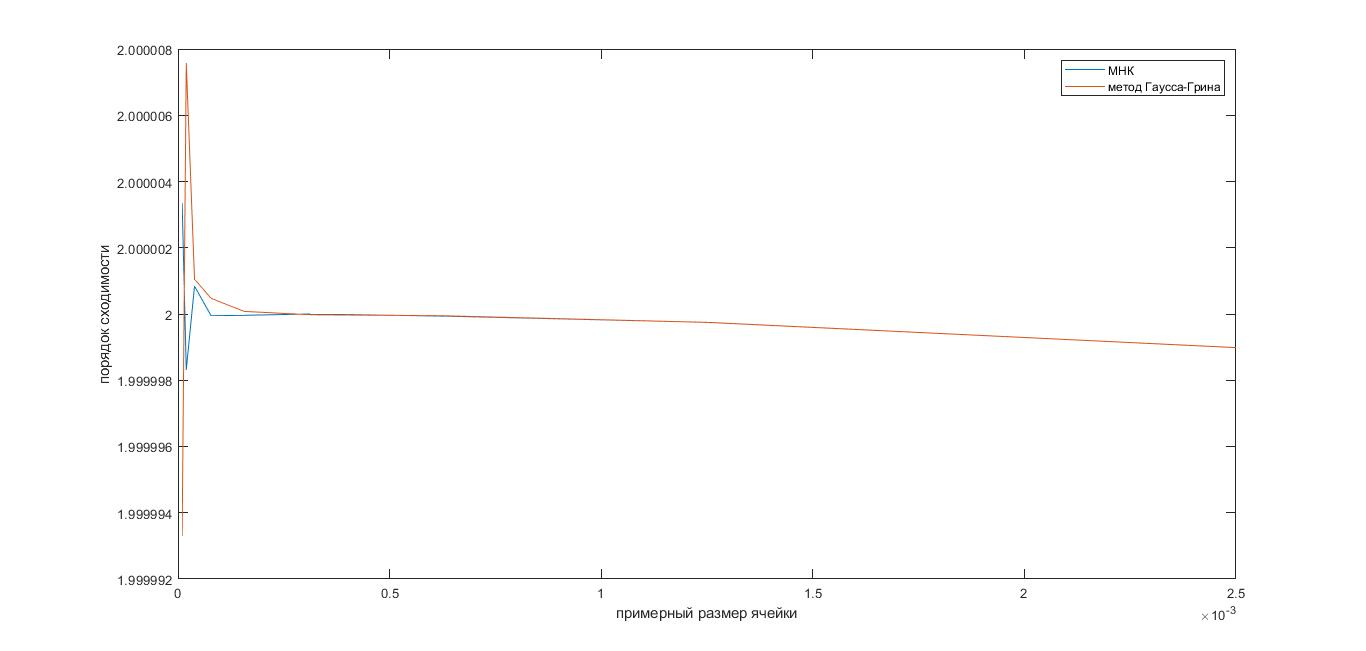 2.000008
2.000006
2.000004
2.000002
2
1.999998
1.999996
1.999994
1.999992
порядок сходимости
МНК
метод Гаусса-Грина
0 0.5 1 1.5 2 2.5
примерный размер ячейки
×10-3